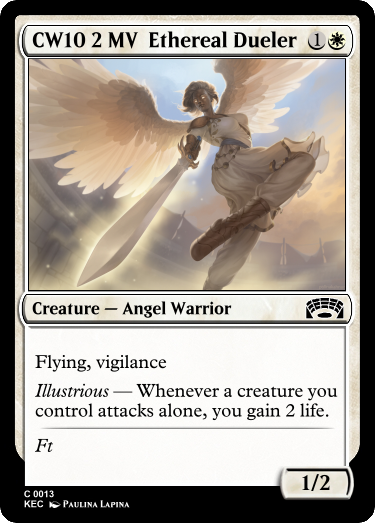 CW10 2 MV  Ethereal Dueler 1
Creature — Angel Warrior
Flying, vigilance
Illustrious — Whenever a creature you
control attacks alone, you gain 2 life.
Ft
1/2
C 0013
KEC Paulina Lapina